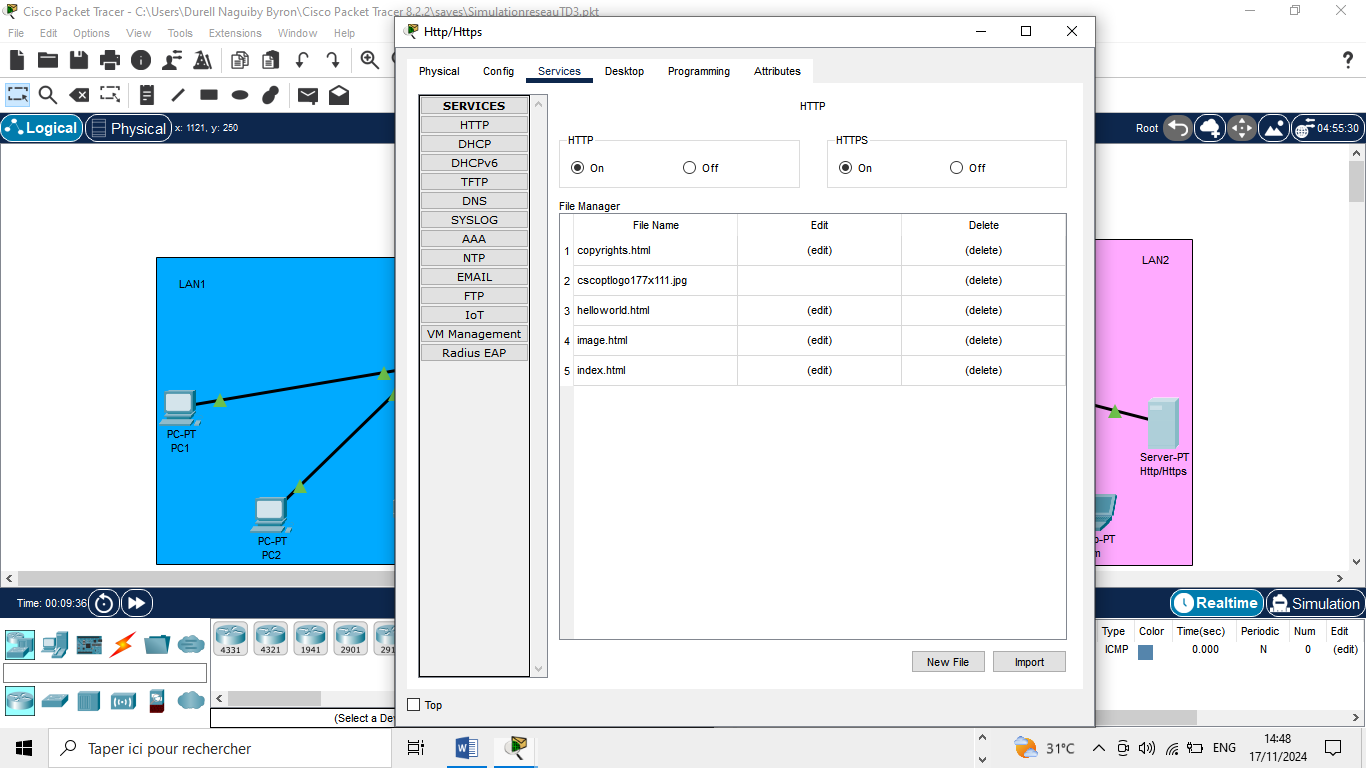 Cisco Packet Tracer - C:\Users\Durell Naguiby Byron\Cisco Packet Tracer 8.2.2\saves\SimulationreseauTD3.pkt
File Edit Options View Tools Extensions Window Help
Logical Physical x: 1121, y: 250
Root 04:55:30
LAN1
PC-PT
PC1
PC-PT
PC2
Http/Https
Physical Config Services Desktop Programming Attributes
SERVICES
HTTP
DHCP
DHCPv6
TFTP
DNS
SYSLOG
AAA
NTP
EMAIL
FTP
IoT
VM Management
Radius EAP
HTTP
HTTP HTTPS
On Off On Off
File Manager
File Name Edit Delete
1 copyrights.html (edit) (delete)
2 cscoptlogo177x111.jpg (delete)
3 helloworld.html (edit) (delete)
4 image.html (edit) (delete)
5 index.html (edit) (delete)
New File Import
Top
LAN2
Server-PT
Http/Https
Time: 00:09:36
Realtime Simulation
4331 4321 1941 2901
(Select a
Type Color Time(sec) Periodic Num Edit
ICMP 0.000 N 0 (edit)
Taper ici pour rechercher
31°C ENG
14:48
17/11/2024